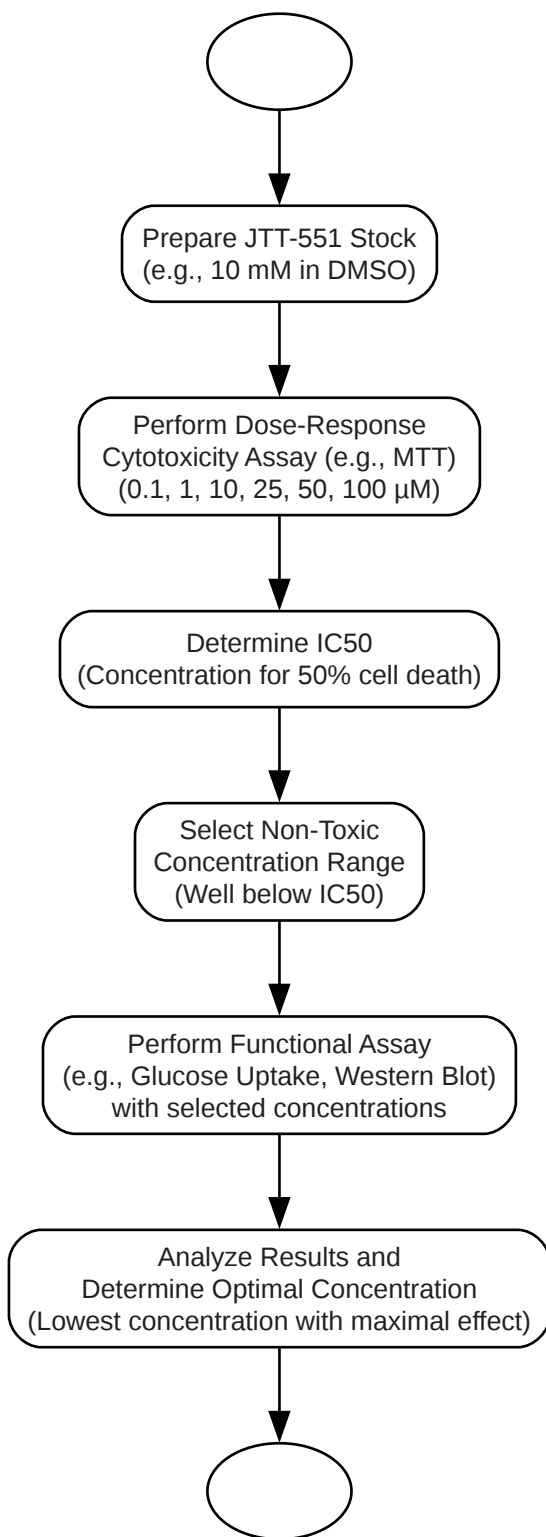 Prepare JTT-551 Stock
(e.g., 10 mM in DMSO)
Perform Dose-Response
Cytotoxicity Assay (e.g., MTT)
(0.1, 1, 10, 25, 50, 100 µM)
Determine IC50
(Concentration for 50% cell death)
Select Non-Toxic
Concentration Range
(Well below IC50)
Perform Functional Assay
(e.g., Glucose Uptake, Western Blot)
with selected concentrations
Analyze Results and
Determine Optimal Concentration
(Lowest concentration with maximal effect)